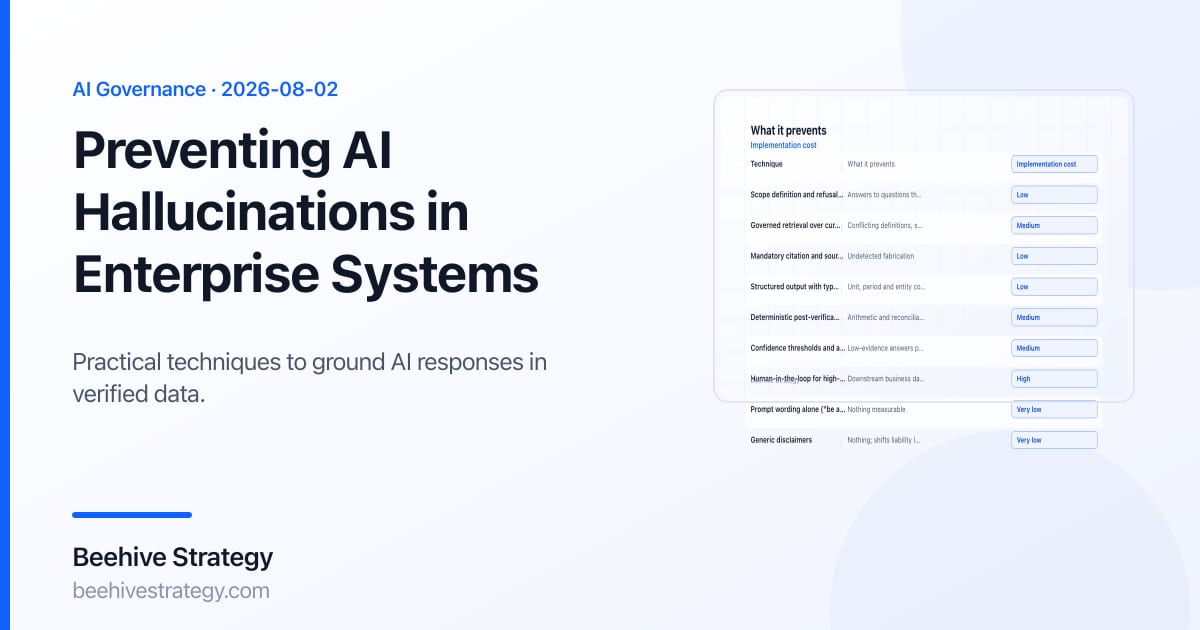 AI Governance · 2026-08-02
Preventing AI
Hallucinations in
Enterprise Systems
Practical techniques to ground AI responses in
verified data.
Beehive Strategy
beehivestrategy.com
What it prevents
Implementation cost
Technique What it prevents Implementation cost
Scope definition and refusal... Answers to questions th... Low
Governed retrieval over cur... Conflicting definitions, s... Medium
Mandatory citation and sour... Undetected fabrication Low
Structured output with typ... Unit, period and entity co... Low
Deterministic post-verifica... Arithmetic and reconcilia... Medium
Confidence thresholds and a... Low-evidence answers p... Medium
Human-in-the-loop for high-... Downstream business da... High
Prompt wording alone ("be a... Nothing measurable Very low
Generic disclaimers Nothing; shifts liability l... Very low